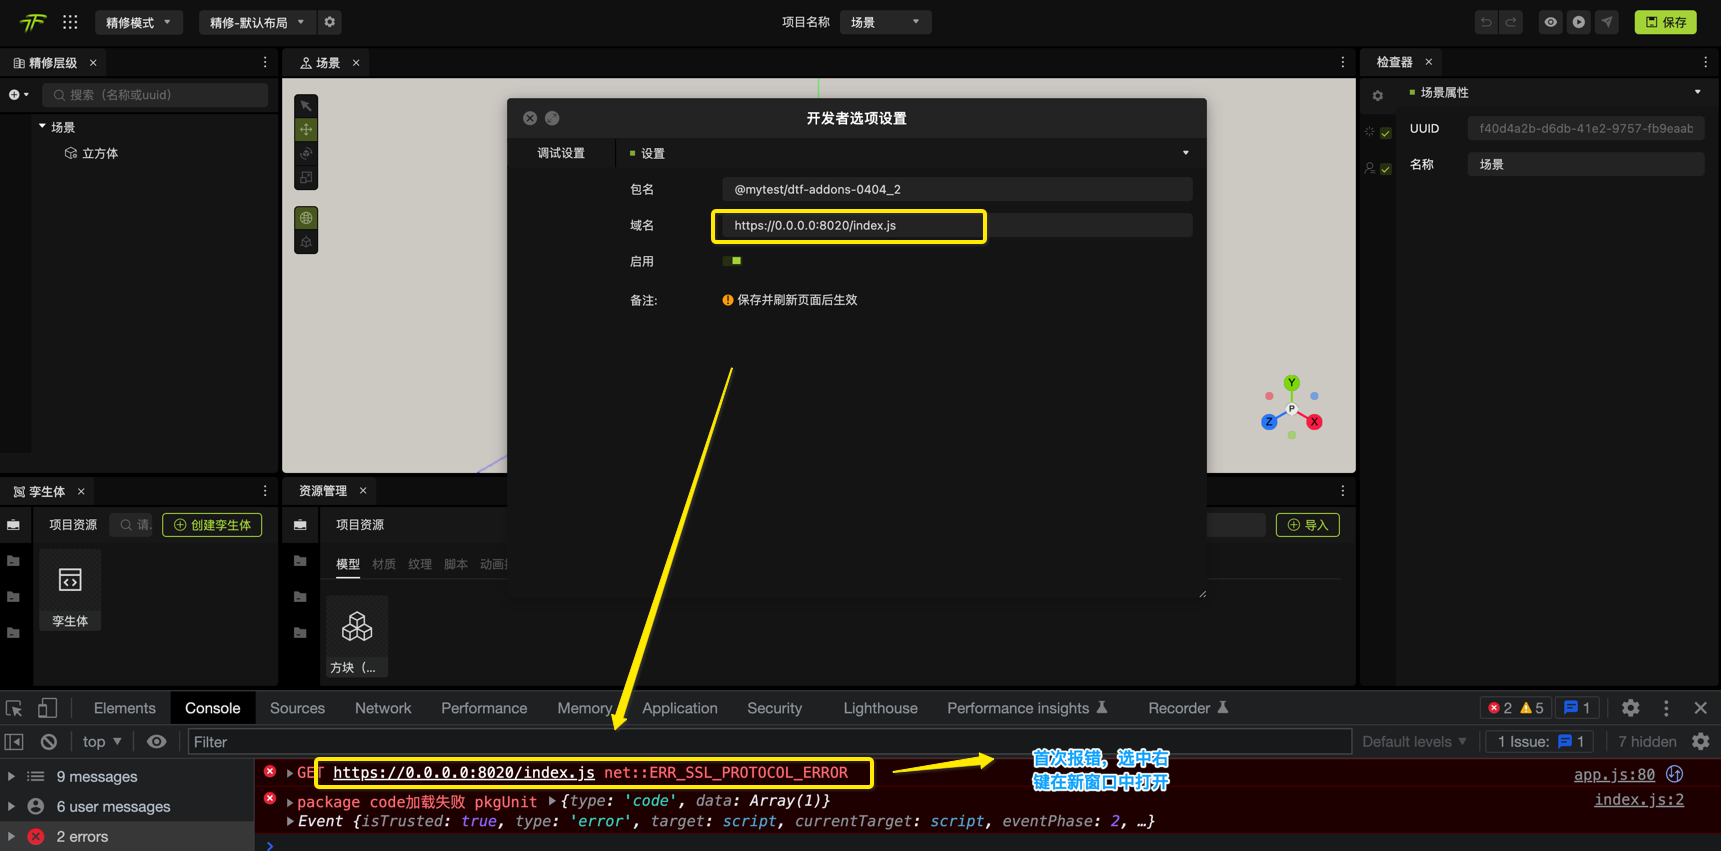 精修模式
精修-默认布局
项目名称
场景
保存
精修层级
场景
检查器
搜索（名称或uuid）
场景
立方体
开发者选项设置
调试设置
设置
包名
@mytest/dtf-addons-0404_2
域名
https://0.0.0.0:8020/index.js
启用
备注:
保存并刷新页面后生效
场景属性
UUID
f40d4a2b-d6db-41e2-9757-fb9eaab
名称
场景
Y
P
Z
X
孪生体
资源管理
项目资源
请.
创建孪生体
孪生体
项目资源
导入
模型
材质
纹理
脚本
方块（...
Elements
Console
Sources
Network
Performance
Memory
Application
Security
Lighthouse
Performance insights
Recorder
2
5
1
top
Filter
Default levels
1 Issue:
1
7 hidden
9 messages
6 user messages
2 errors
GET https://0.0.0.0:8020/index.js net::ERR_SSL_PROTOCOL_ERROR
app.js:80
首次报错，选中右
键在新窗口中打开
package code加载失败 pkgUnit {type: 'code', data: Array(1)}
index.js:2
Event {isTrusted: true, type: 'error', target: script, currentTarget: script, eventPhase: 2, …}